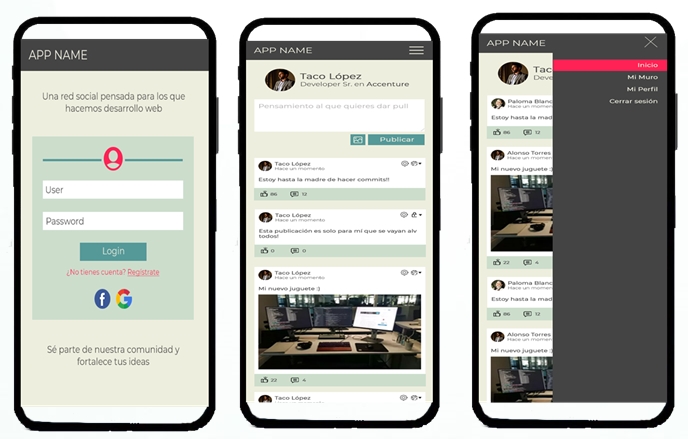 APP NAME
Una red social pensada para los que
hacemos desarrollo web
User
Password
Login
¿No tienes cuenta? Regístrate
f G
Sé parte de nuestra comunidad y
fortalece tus ideas
APP NAME
Taco López
Developer Sr. en Accenture
Pensamiento al que quieres dar pull
Publicar
Taco López
Hace un momento
Estoy hasta la madre de hacer commits!!
86 12
Taco López
Hace un momento
Esta publicación es solo para mí que se vayan alv
todos!
0 0
Taco López
Hace un momento
Mi nuevo juguete :)
22 4
Taco López
Hace un momento
APP NAME
Inicio
Mi Muro
Mi Perfil
Cerrar sesión
Taco
Developer
Paloma Blanc
Hace un momento
Estoy hasta la mad
86 12
Alonso Torres
Hace un momento
Mi nuevo juguete :)
22 4
Paloma Blanc
Hace un momento
Estoy hasta la mad
86 12
Alonso Torres
Hace un momento
Mi nuevo juguete :)